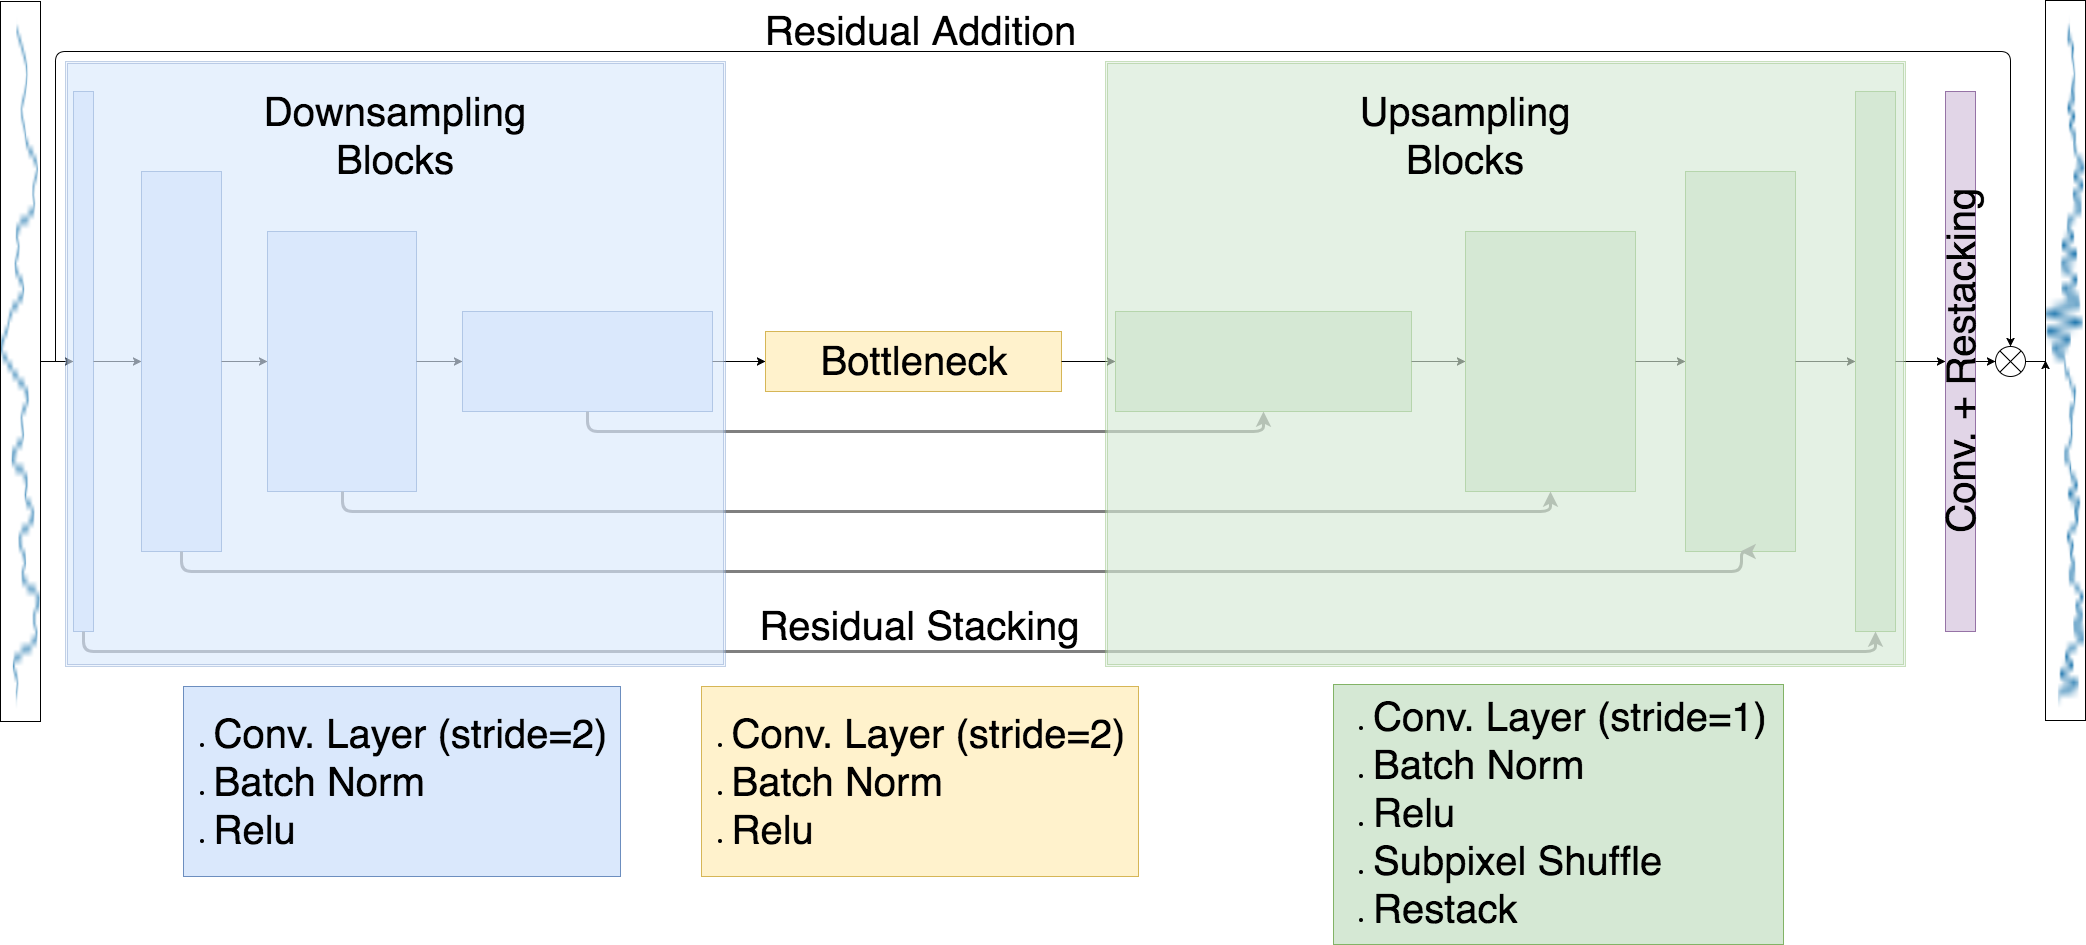 Residual Addition
Downsampling
Blocks
Upsampling
Blocks
Bottleneck
Conv. + Restacking
Residual Stacking
. Conv. Layer (stride=2)
. Batch Norm
. Relu
. Conv. Layer (stride=2)
. Batch Norm
. Relu
. Conv. Layer (stride=1)
. Batch Norm
. Relu
. Subpixel Shuffle
. Restack